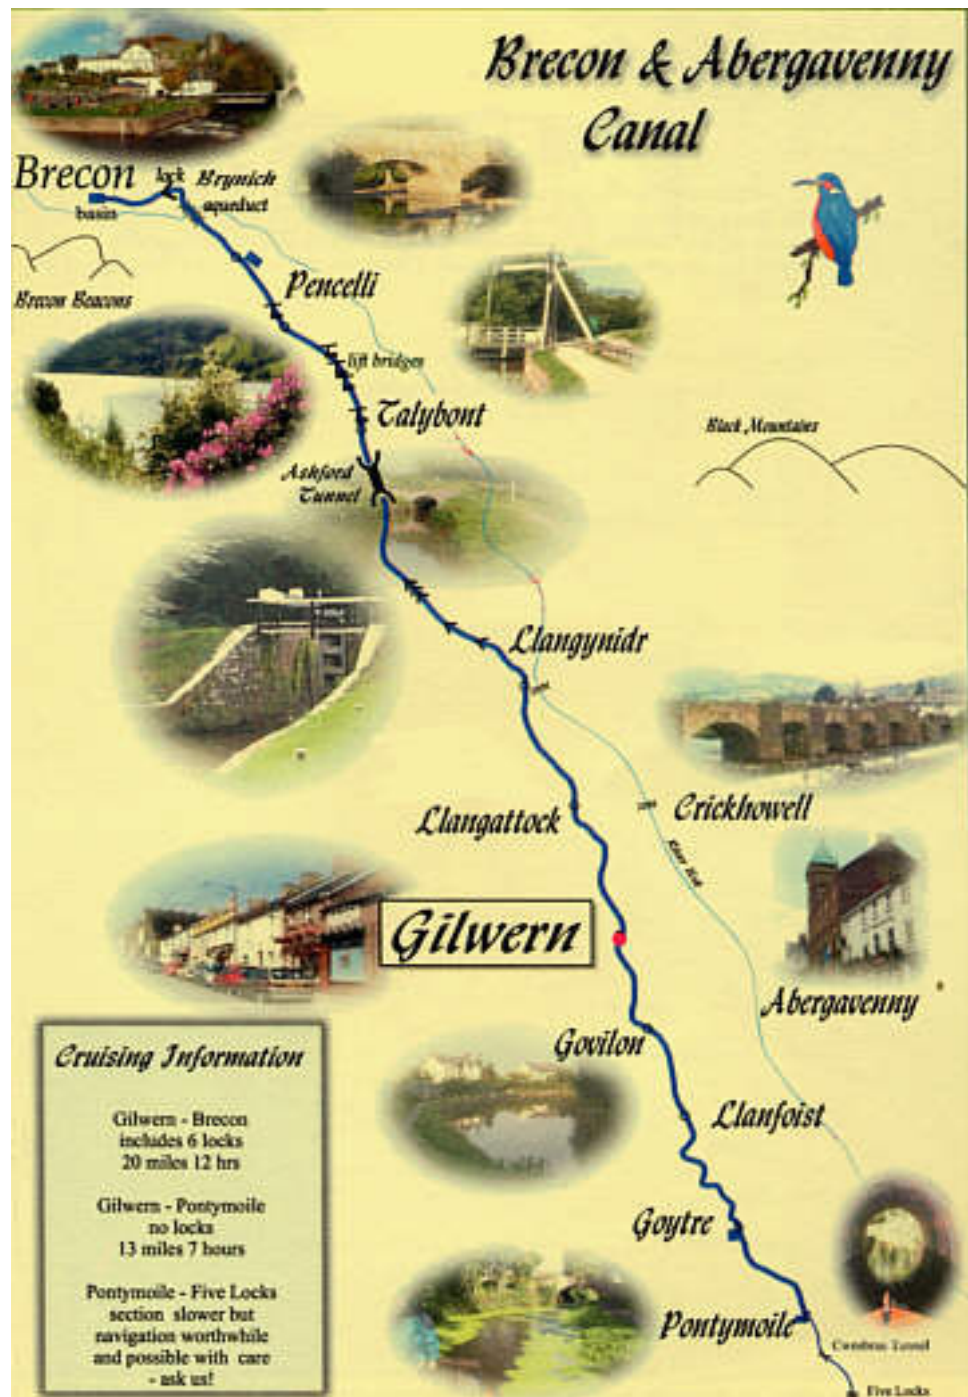 Brecon & Abergavenny
Canal
Brecon
lock
Brynich
aqueduct
basin
Brecon Beacons
Pencelli
lift bridges
Talybont
Ashford
Tunnel
Black Mountains
Llangynidr
Crickhowell
Llangattock
River Usk
Gilwern
Abergavenny
Govilon
Llanfoist
Goytre
Pontymoile
Cwmbran Tunnel
Five Locks
Cruising Information
Gilwern - Brecon
includes 6 locks
20 miles 12 hrs
Gilwern - Pontymoile
no locks
13 miles 7 hours
Pontymoile - Five Locks
section slower but
navigation worthwhile
and possible with care
- ask us!